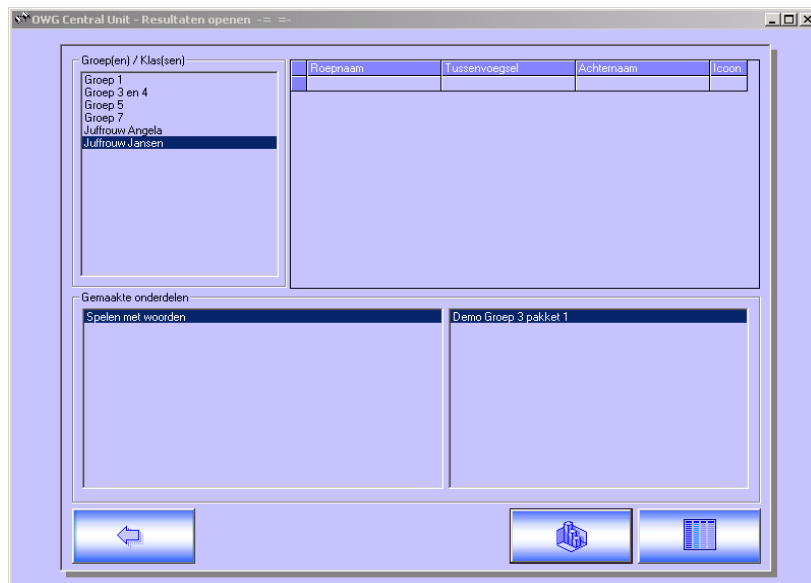 OWG Central Unit - Resultaten openen -= =-
Groep(en) / Klas(sen)
Roepnaam Tussenvoegsel Achternaam Icoon
Groep 1
Groep 3 en 4
Groep 5
Groep 7
Juffrouw Angela
Juffrouw Jansen
Gemaakte onderdelen
Spelen met woorden
Demo Groep 3 pakket 1